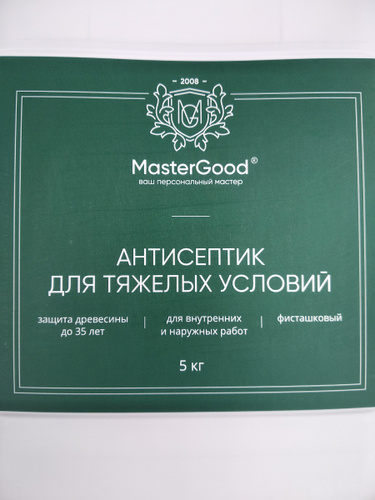 2008
MG
MasterGood®
ваш персональный мастер
АНТИСЕПТИК
ДЛЯ ТЯЖЕЛЫХ УСЛОВИЙ
защита древесины | для внутренних | фисташковый
до 35 лет и наружных работ
5 кг